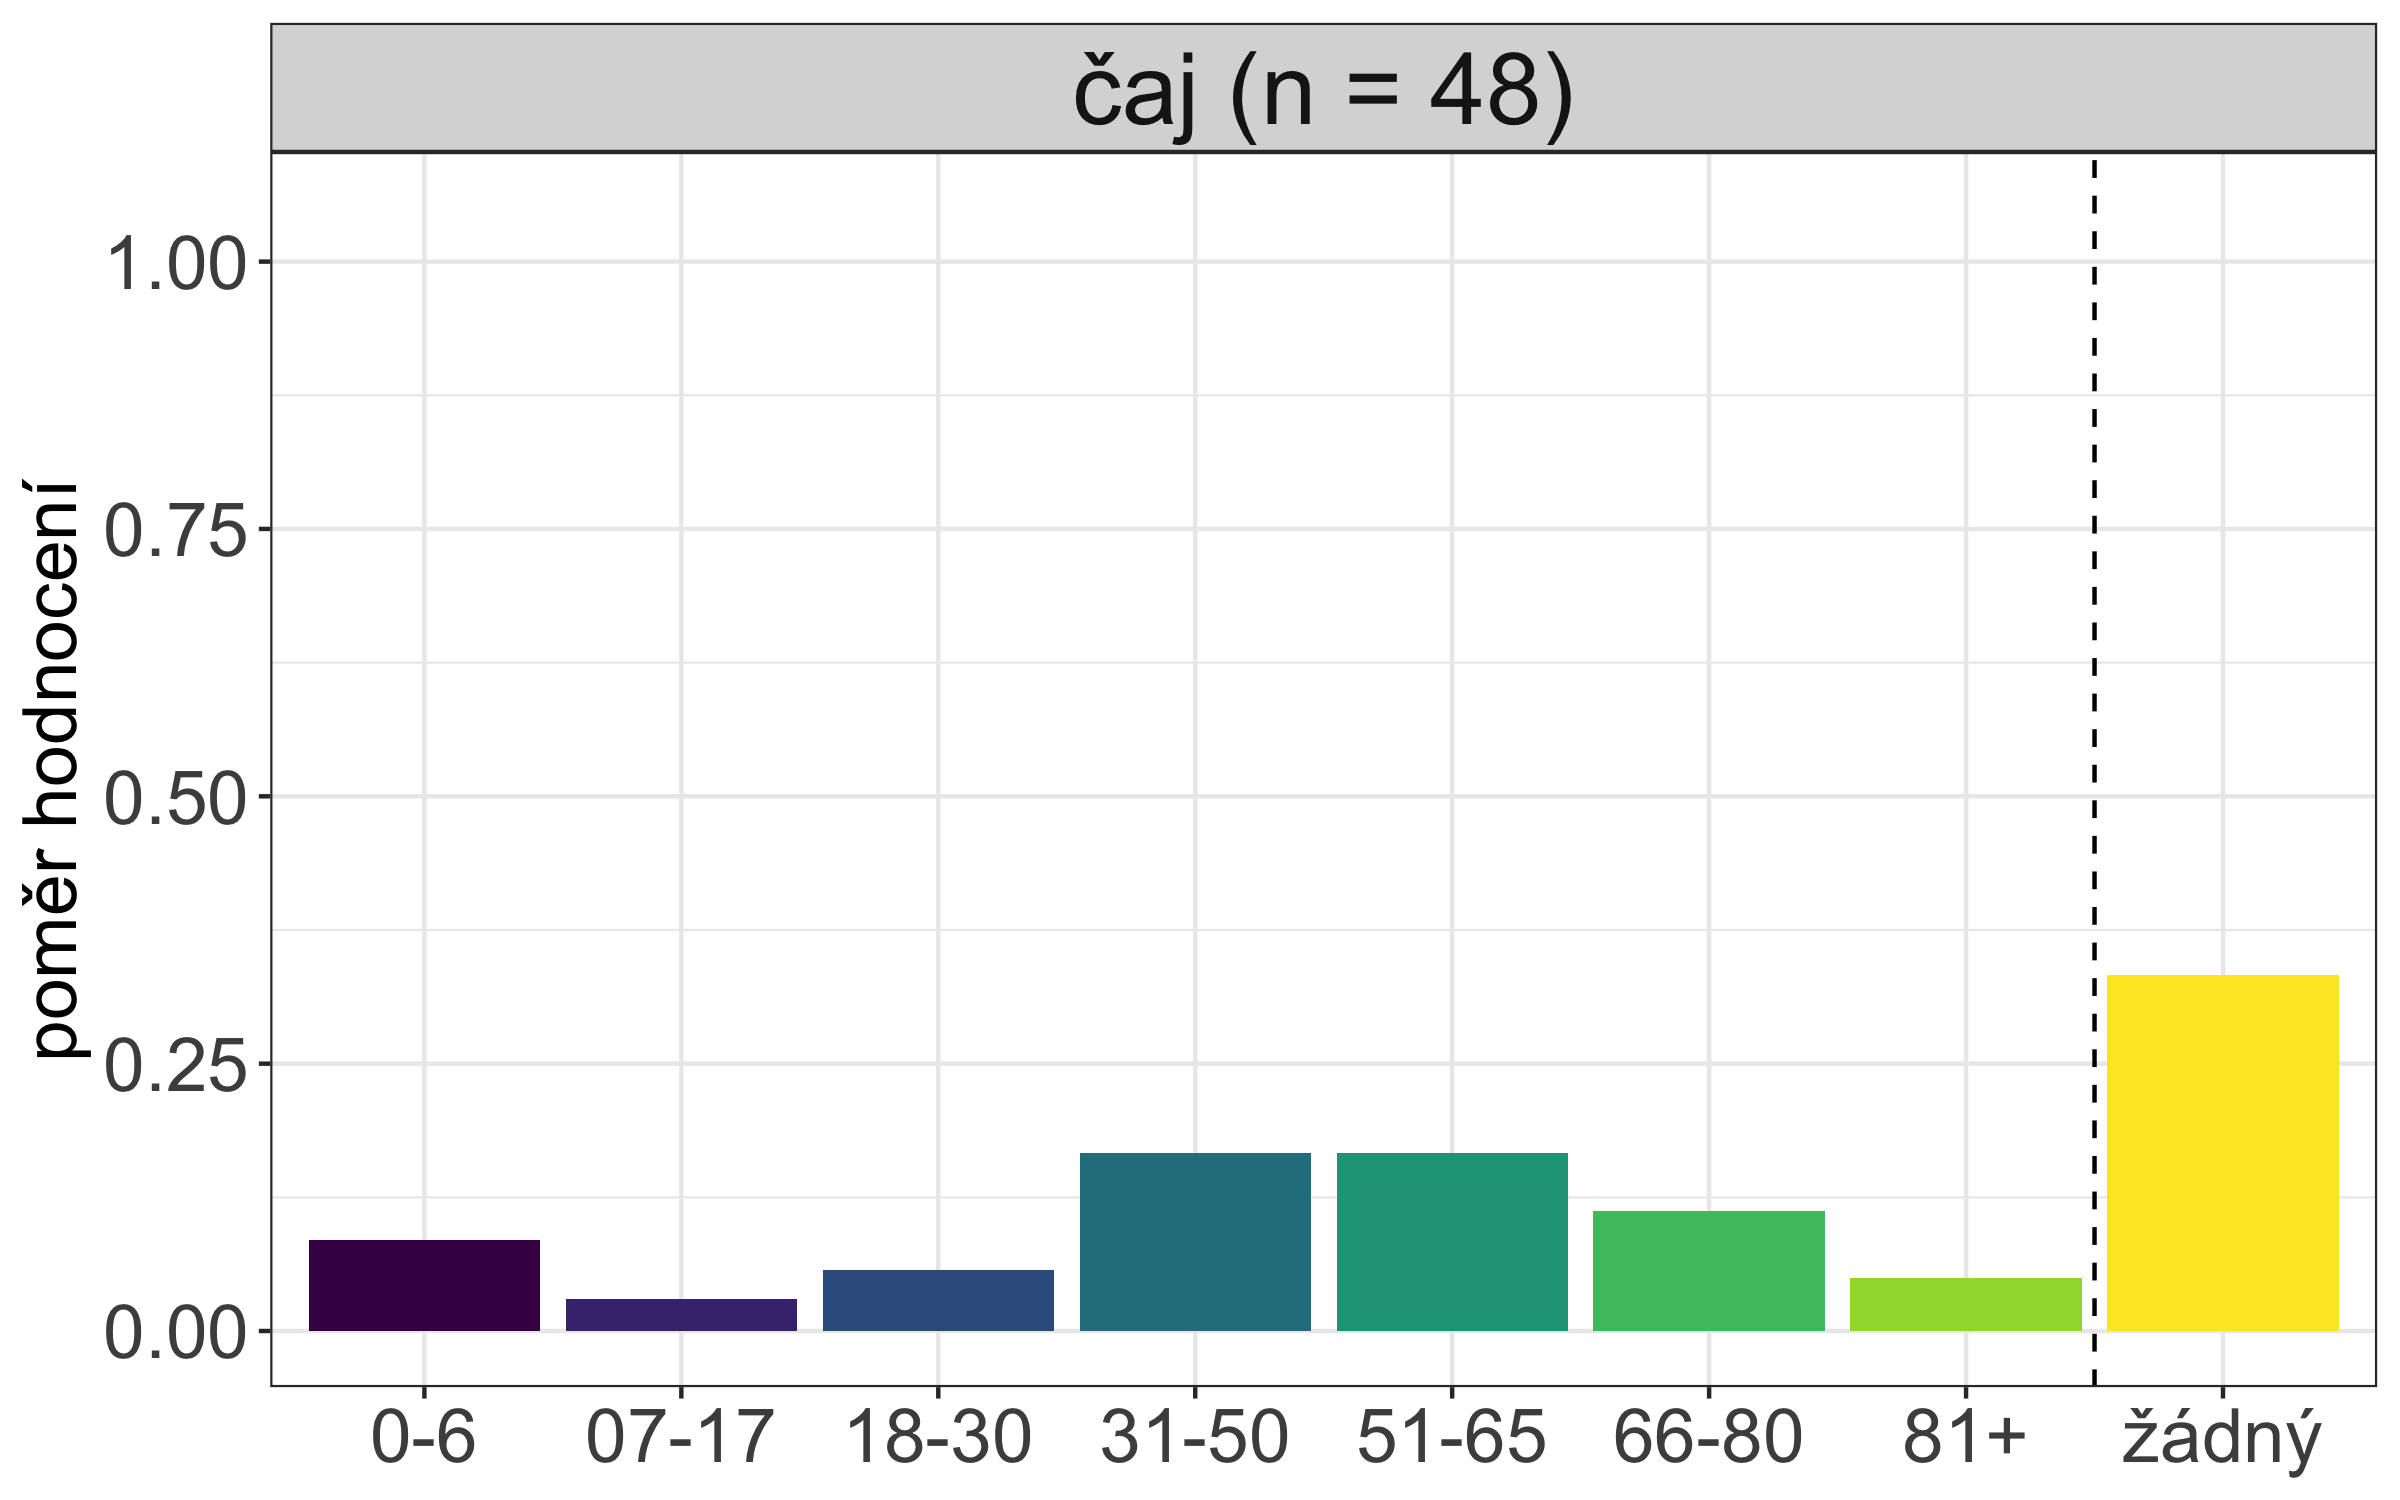 čaj (n = 48)
poměr hodnocení
1.00
0.75
0.50
0.25
0.00
0-6 07-17 18-30 31-50 51-65 66-80 81+ žádný